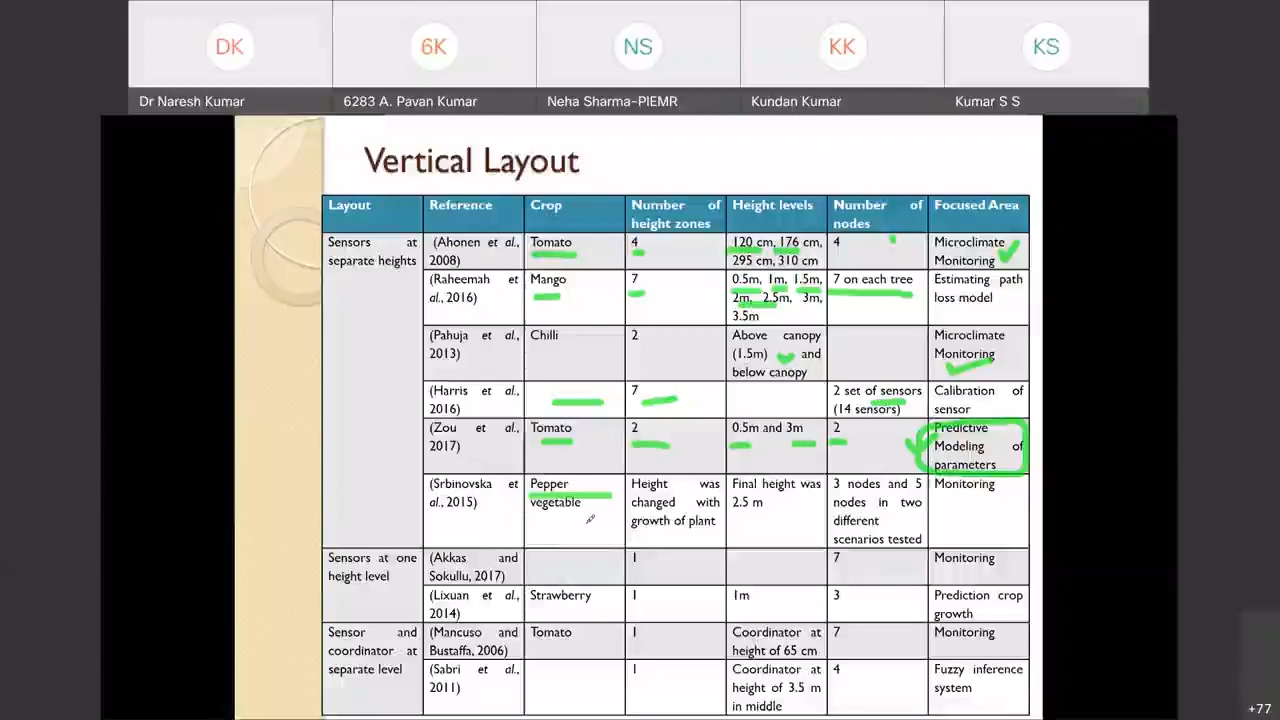 DK
6K
NS
KK
KS
Dr Naresh Kumar
6283 A. Pavan Kumar
Neha Sharma-PIEMR
Kundan Kumar
Kumar S S
Vertical Layout
Layout
Reference
Crop
Number of
height zones
Height levels
Number of
nodes
Focused Area
Sensors at
separate heights
(Ahonen et al.,
2008)
Tomato
4
120 cm, 176 cm,
295 cm, 310 cm
4
Microclimate
Monitoring
(Raheemah et
al., 2016)
Mango
7
0.5m, 1m, 1.5m,
2m, 2.5m, 3m,
3.5m
7 on each tree
Estimating path
loss model
(Pahuja et al.,
2013)
Chilli
2
Above canopy
(1.5m) and
below canopy
Microclimate
Monitoring
(Harris et al.,
2016)
7
2 set of sensors
(14 sensors)
Calibration of
sensor
(Zou et al.,
2017)
Tomato
2
0.5m and 3m
2
Predictive
Modeling of
parameters
(Srbinovska et
al., 2015)
Pepper
vegetable
Height was
changed with
growth of plant
Final height was
2.5 m
3 nodes and 5
nodes in two
different
scenarios tested
Monitoring
Sensors at one
height level
(Akkas and
Sokullu, 2017)
1
7
Monitoring
(Lixuan et al.,
2014)
Strawberry
1
1m
3
Prediction crop
growth
Sensor and
coordinator at
separate level
(Mancuso and
Bustaffa, 2006)
Tomato
1
Coordinator at
height of 65 cm
7
Monitoring
(Sabri et al.,
2011)
1
Coordinator at
height of 3.5 m
in middle
4
Fuzzy inference
system
+77